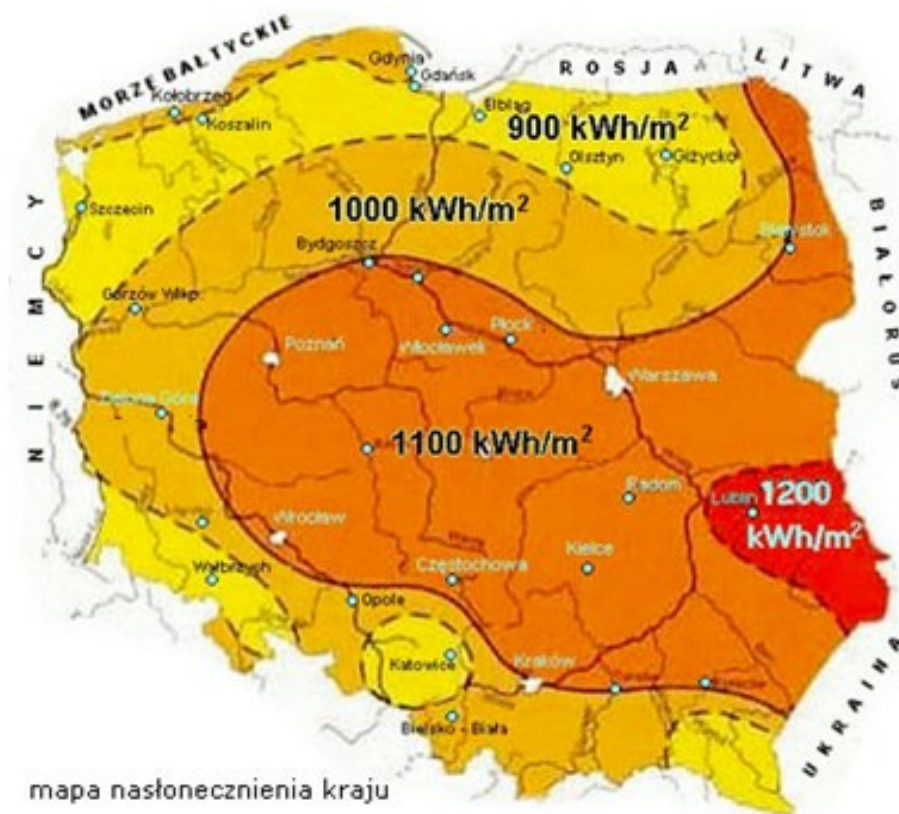 MORZE BAŁTYCKIE
ROSJA
LITWA
BIAŁORUŚ
UKRAINA
NIEMCY
Gdynia
Gdańsk
Kołobrzeg
Koszalin
Elbląg
900 kWh/m²
Olsztyn
Giżycko
Szczecin
1000 kWh/m²
Białystok
Bydgoszcz
Gorzów Wlkp.
Płock
Włocławek
Poznań
Warszawa
Zielona Góra
1100 kWh/m²
Radom
Lublin
1200
kWh/m²
Wrocław
Kielce
Częstochowa
Wałbrzych
Opole
Katowice
Kraków
Bielsko - Biała
mapa nasłonecznienia kraju